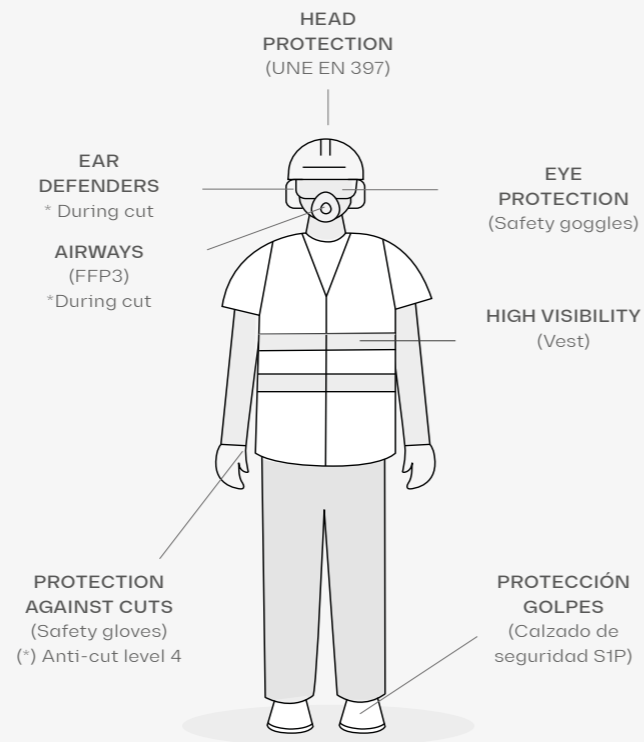 HEAD
PROTECTION
(UNE EN 397)
EAR
DEFENDERS
* During cut
EYE
PROTECTION
(Safety goggles)
AIRWAYS
(FFP3)
*During cut
HIGH VISIBILITY
(Vest)
PROTECTION
AGAINST CUTS
(Safety gloves)
(*) Anti-cut level 4
PROTECCIÓN
GOLPES
(Calzado de
seguridad S1P)